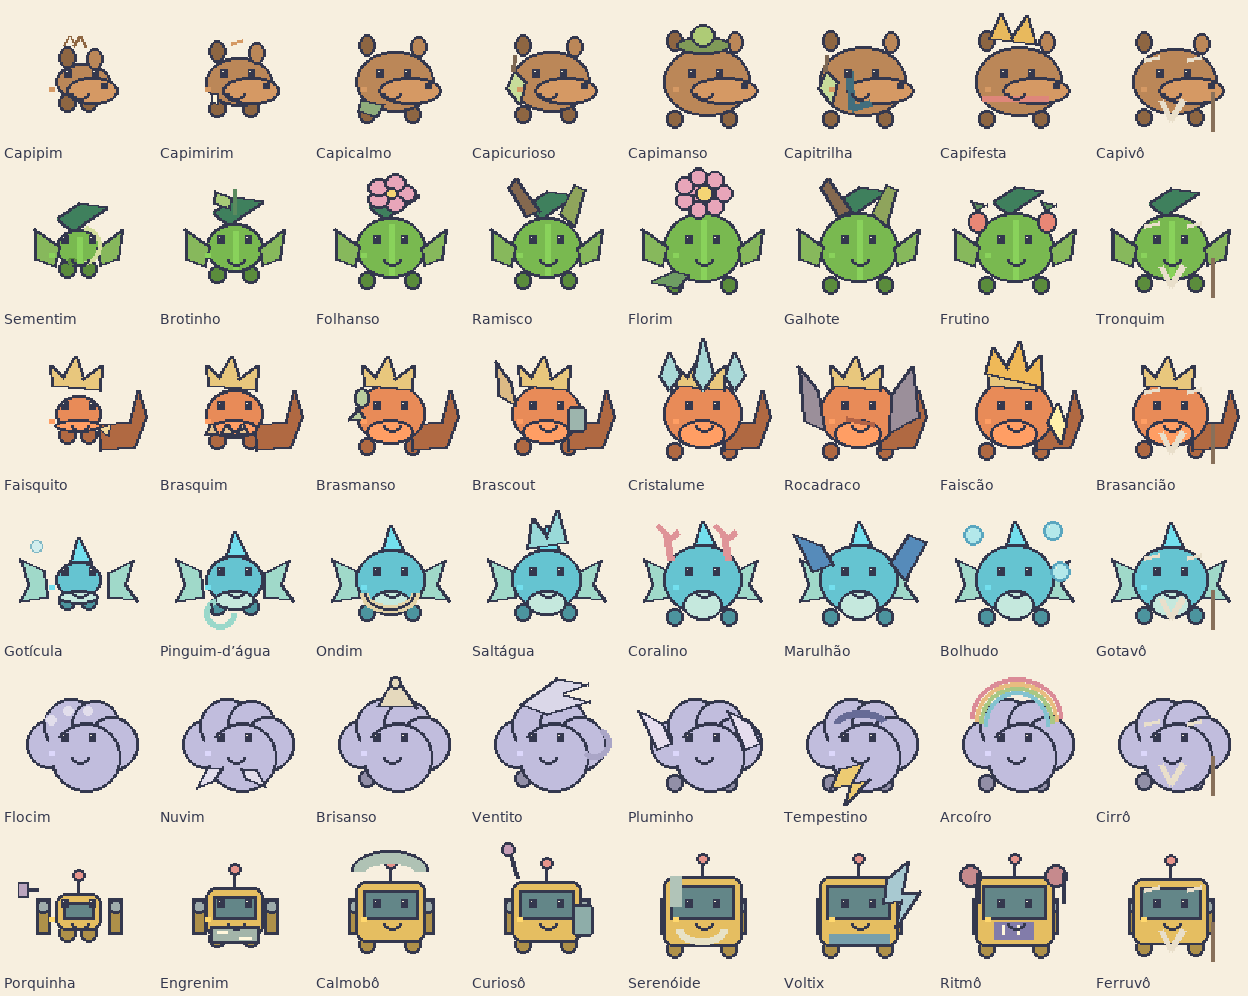 Capipim Capimirim Capicalmo Capicurioso Capimanso Capitrilha Capifesta Capivô
Sementim Brotinho Folhanso Ramisco Florim Galhote Frutino Tronquim
Faisquito Brasquim Brasmanso Brascout Cristalume Rocadraco Faiscão Brasancião
Gotícula Pinguim-d’água Ondim Saltágua Coralino Marulhão Bolhudo Gotavô
Flocim Nuvim Brisanso Ventito Pluminho Tempestino Arcoíro Cirrô
Porquinha Engrenim Calmobô Curiosô Serenóide Voltix Ritmô Ferruvô